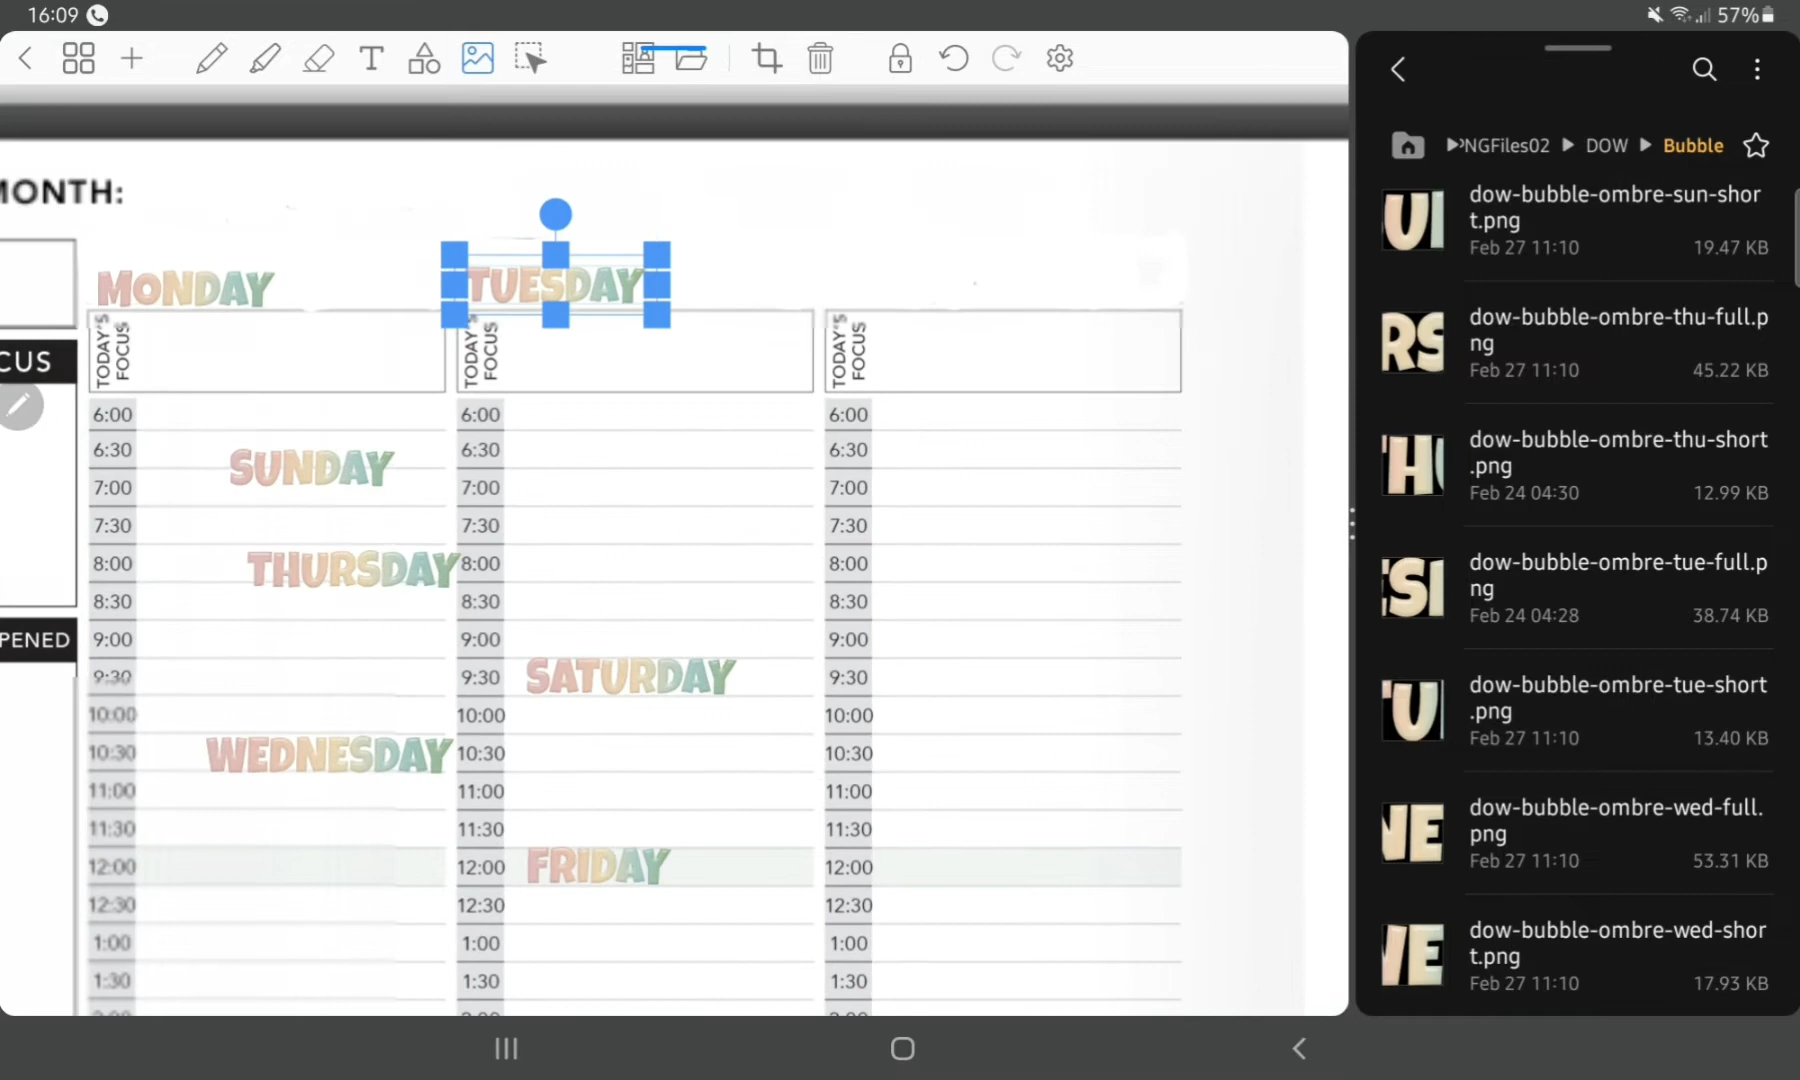 16:09
57%
MONTH:
MONDAY
TUESDAY
TODAY'S
FOCUS
TODAY'S
FOCUS
TODAY'S
FOCUS
CUS
PENED
6:00
6:30
7:00
7:30
8:00
8:30
9:00
9:30
10:00
10:30
11:00
11:30
12:00
12:30
1:00
1:30
2:00
SUNDAY
THURSDAY
WEDNESDAY
6:00
6:30
7:00
7:30
8:00
8:30
9:00
9:30
10:00
10:30
11:00
11:30
12:00
12:30
1:00
1:30
2:00
SATURDAY
FRIDAY
6:00
6:30
7:00
7:30
8:00
8:30
9:00
9:30
10:00
10:30
11:00
11:30
12:00
12:30
1:00
1:30
2:00
NGFiles02 DOW Bubble
dow-bubble-ombre-sun-shor
t.png
Feb 27 11:10 19.47 KB
dow-bubble-ombre-thu-full.p
ng
Feb 27 11:10 45.22 KB
dow-bubble-ombre-thu-short
.png
Feb 24 04:30 12.99 KB
dow-bubble-ombre-tue-full.p
ng
Feb 24 04:28 38.74 KB
dow-bubble-ombre-tue-short
.png
Feb 27 11:10 13.40 KB
dow-bubble-ombre-wed-full.
png
Feb 27 11:10 53.31 KB
dow-bubble-ombre-wed-shor
t.png
Feb 27 11:10 17.93 KB